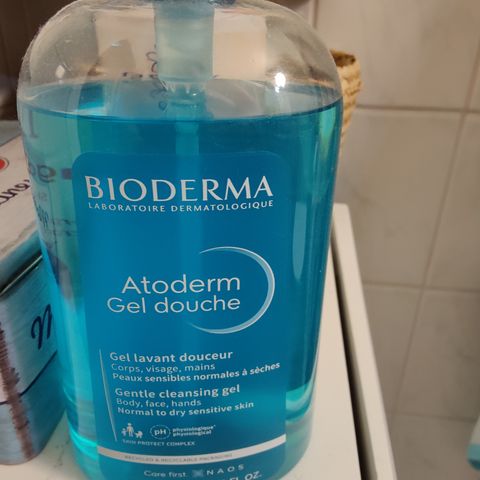 BIODERMA
LABORATOIRE DERMATOLOGIQUE
Atoderm
Gel douche
Gel lavant douceur
Corps, visage, mains
Peaux sensibles normales à sèches
Gentle cleansing gel
Body, face, hands
Normal to dry sensitive skin
pH physiologique*
physiological
SKIN PROTECT COMPLEX
RECYCLED & RECYCLABLE PACKAGING
Care first NAOS
FL. OZ.